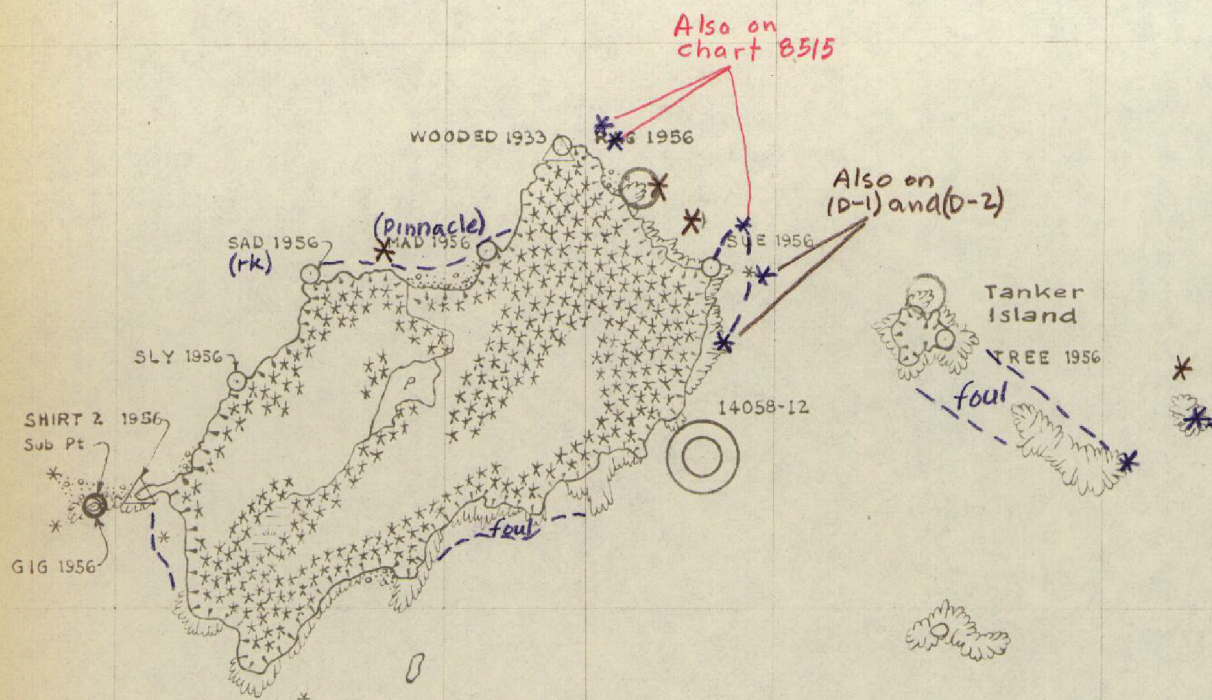 Also on
chart 8515
WOODED 1933
1956
Also on
(D-1) and (D-2)
(pinnacle)
SAD 1956
MAD 1956
(rk)
SUE 1956
Tanker
Island
SLY 1956
TREE 1956
P
foul
SHIRT 2 1956
14058-12
Sub Pt
foul
GIG 1956